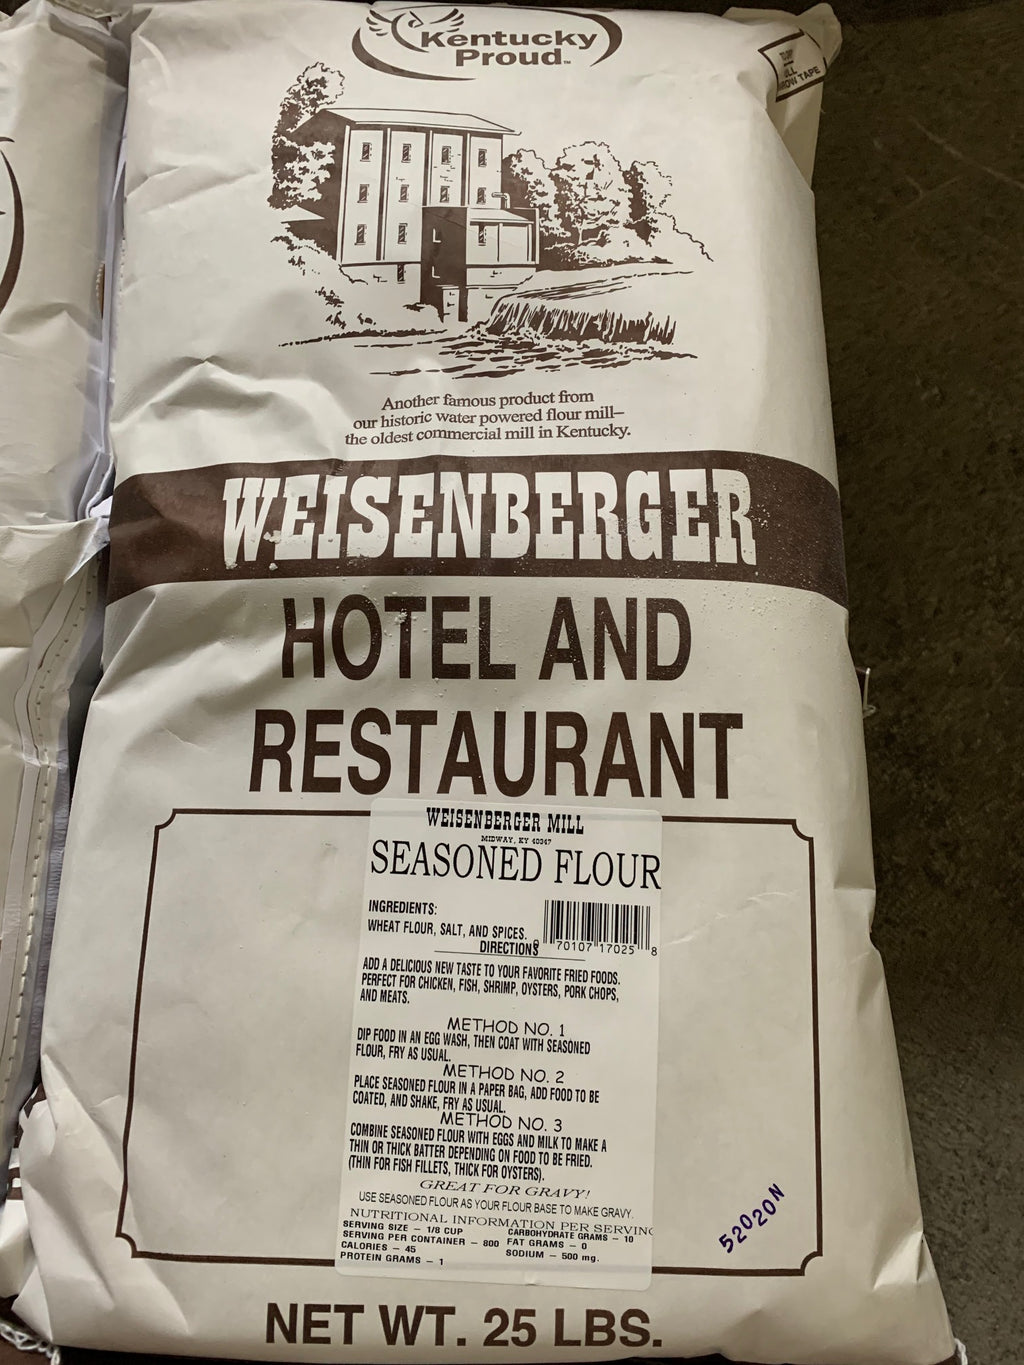 Kentucky
Proud™
TAPE
Another famous product from
our historic water powered flour mill–
the oldest commercial mill in Kentucky.
WEISENBERGER
HOTEL AND
RESTAURANT
WEISENBERGER MILL
MIDWAY, KY 40347
SEASONED FLOUR
INGREDIENTS:
WHEAT FLOUR, SALT, AND SPICES.
0 70107 17025 8
DIRECTIONS
ADD A DELICIOUS NEW TASTE TO YOUR FAVORITE FRIED FOODS.
PERFECT FOR CHICKEN, FISH, SHRIMP, OYSTERS, PORK CHOPS,
AND MEATS.
METHOD NO. 1
DIP FOOD IN AN EGG WASH, THEN COAT WITH SEASONED
FLOUR, FRY AS USUAL.
METHOD NO. 2
PLACE SEASONED FLOUR IN A PAPER BAG, ADD FOOD TO BE
COATED, AND SHAKE, FRY AS USUAL.
METHOD NO. 3
COMBINE SEASONED FLOUR WITH EGGS AND MILK TO MAKE A
THIN OR THICK BATTER DEPENDING ON FOOD TO BE FRIED.
(THIN FOR FISH FILLETS, THICK FOR OYSTERS).
GREAT FOR GRAVY!
USE SEASONED FLOUR AS YOUR FLOUR BASE TO MAKE GRAVY.
NUTRITIONAL INFORMATION PER SERVING
SERVING SIZE – 1/8 CUP CARBOHYDRATE GRAMS – 10
SERVING PER CONTAINER – 800 FAT GRAMS – 0
CALORIES – 45 SODIUM – 500 mg.
PROTEIN GRAMS – 1
52020N
NET WT. 25 LBS.